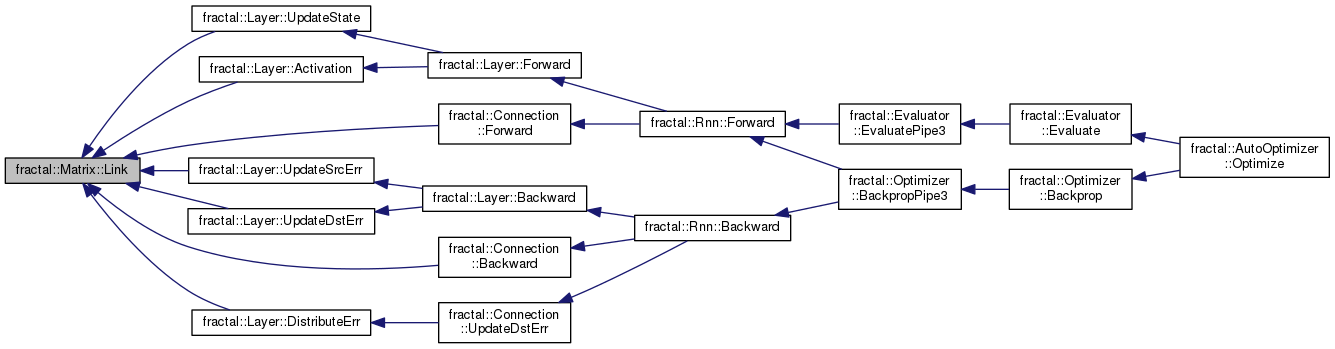 fractal::Layer::UpdateState
fractal::Layer::Activation
fractal::Layer::Forward
fractal::Connection
::Forward
fractal::Rnn::Forward
fractal::Evaluator
::EvaluatePipe3
fractal::Evaluator
::Evaluate
fractal::AutoOptimizer
::Optimize
fractal::Matrix::Link
fractal::Layer::UpdateSrcErr
fractal::Layer::UpdateDstErr
fractal::Layer::Backward
fractal::Optimizer
::BackpropPipe3
fractal::Optimizer
::Backprop
fractal::Rnn::Backward
fractal::Connection
::Backward
fractal::Layer::DistributeErr
fractal::Connection
::UpdateDstErr